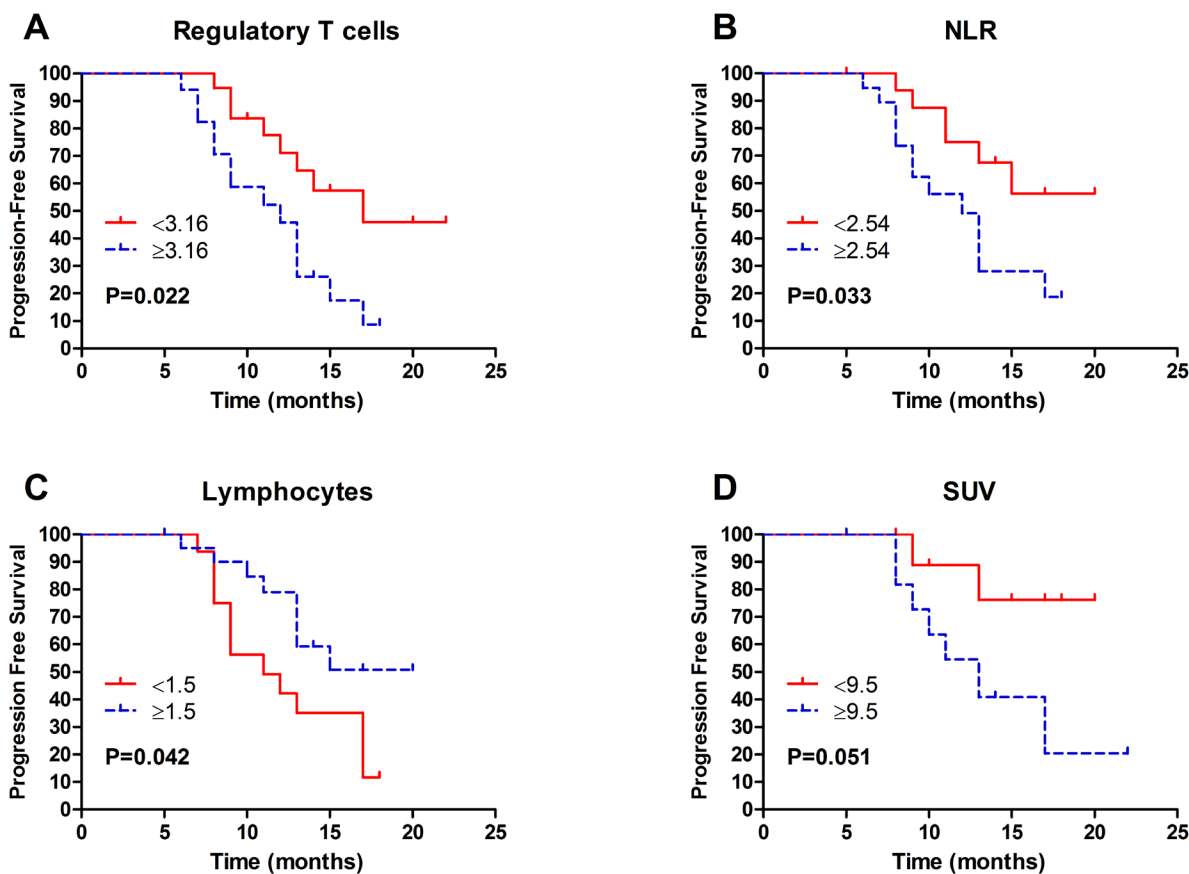 A
Regulatory T cells
Progression-Free Survival
100
90
80
70
60
50
40
30
20
10
0
<3.16
≥3.16
P=0.022
0 5 10 15 20 25
Time (months)
B
NLR
Progression-Free Survival
100
90
80
70
60
50
40
30
20
10
0
<2.54
≥2.54
P=0.033
0 5 10 15 20 25
Time (months)
C
Lymphocytes
Progression Free Survival
100
90
80
70
60
50
40
30
20
10
0
<1.5
≥1.5
P=0.042
0 5 10 15 20 25
Time (months)
D
SUV
Progression Free Survival
100
90
80
70
60
50
40
30
20
10
0
<9.5
≥9.5
P=0.051
0 5 10 15 20 25
Time (months)